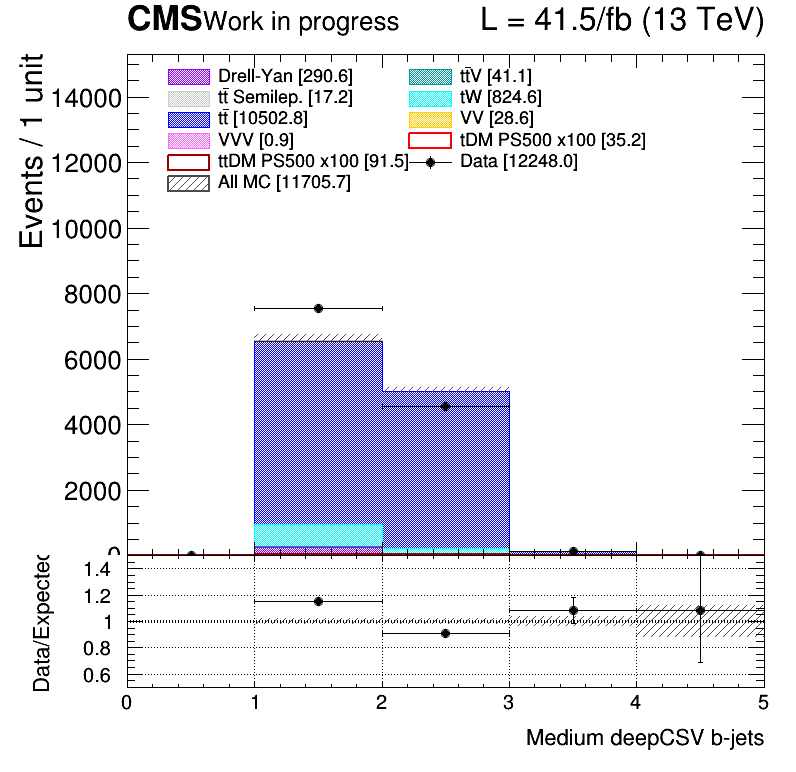 CMS Work in progress L = 41.5/fb (13 TeV)
Events / 1 unit
14000
12000
10000
8000
6000
4000
2000
0
Drell-Yan [290.6] tt̄V [41.1]
tt̄ Semilep. [17.2] tW [824.6]
tt̄ [10502.8] VV [28.6]
VVV [0.9] tDM PS500 x100 [35.2]
ttDM PS500 x100 [91.5] Data [12248.0]
All MC [11705.7]
Data/Expected
1.4
1.2
1
0.8
0.6
0 1 2 3 4 5
Medium deepCSV b-jets